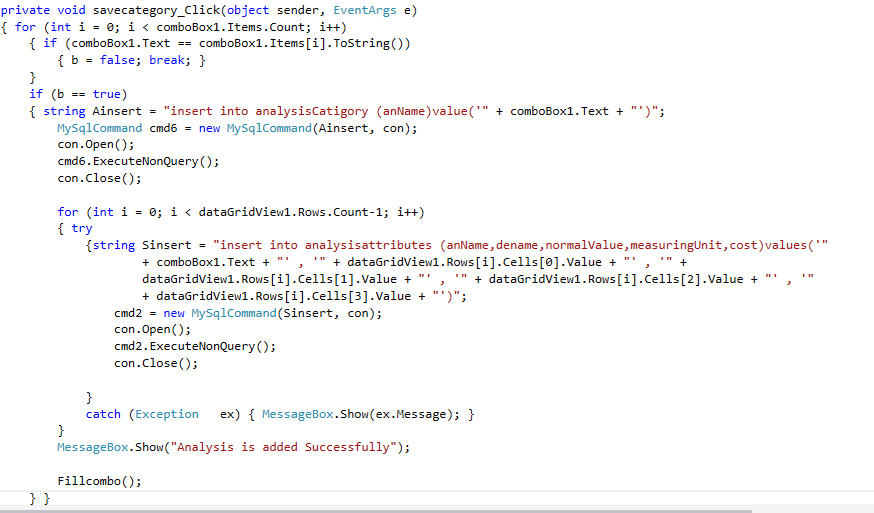 private void savecategory_Click(object sender, EventArgs e)
{ for (int i = 0; i < comboBox1.Items.Count; i++)
{ if (comboBox1.Text == comboBox1.Items[i].ToString())
{ b = false; break; }
}
if (b == true)
{ string Ainsert = "insert into analysisCatigory (anName)value('" + comboBox1.Text + "')";
MySqlCommand cmd6 = new MySqlCommand(Ainsert, con);
con.Open();
cmd6.ExecuteNonQuery();
con.Close();
for (int i = 0; i < dataGridView1.Rows.Count-1; i++)
{ try
{string Sinsert = "insert into analysisattributes (anName,dename,normalValue,measuringUnit,cost)values('"
+ comboBox1.Text + "' , '" + dataGridView1.Rows[i].Cells[0].Value + "' , '" +
dataGridView1.Rows[i].Cells[1].Value + "' , '" + dataGridView1.Rows[i].Cells[2].Value + "' , '"
+ dataGridView1.Rows[i].Cells[3].Value + "')";
cmd2 = new MySqlCommand(Sinsert, con);
con.Open();
cmd2.ExecuteNonQuery();
con.Close();
}
catch (Exception ex) { MessageBox.Show(ex.Message); }
}
MessageBox.Show("Analysis is added Successfully");
Fillcombo();
} }